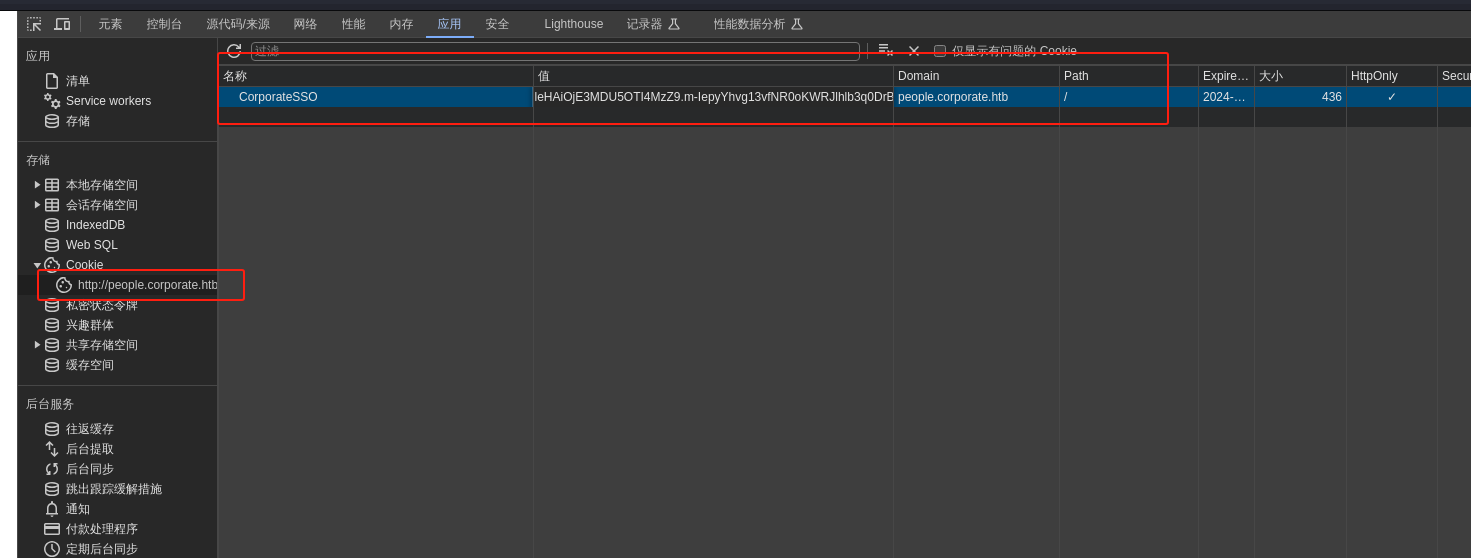 元素 控制台 源代码/来源 网络 性能 内存 应用 安全 Lighthouse 记录器 性能数据分析
应用
清单
Service workers
存储
存储
本地存储空间
会话存储空间
IndexedDB
Web SQL
Cookie
http://people.corporate.htb
私密状态令牌
兴趣群体
共享存储空间
缓存空间
后台服务
往返缓存
后台提取
后台同步
跳出跟踪缓解措施
通知
付款处理程序
定期后台同步
过滤 仅显示有问题的 Cookie
名称 值 Domain Path Expire… 大小 HttpOnly Secur
CorporateSSO IeHAiOjE3MDU5OTI4MzZ9.m-IepyYhvg13vfNR0oKWRJlhlb3q0DrB people.corporate.htb / 2024-… 436 ✓